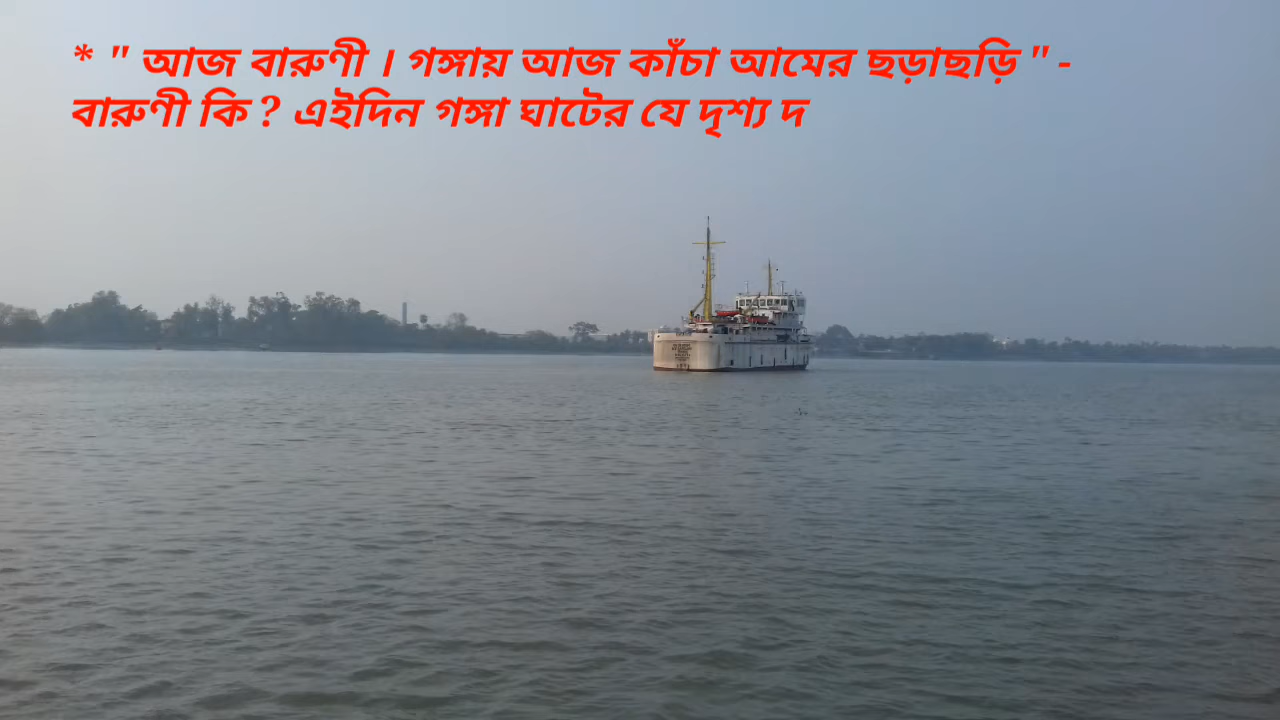 * " আজ বারুণী । গঙ্গায় আজ কাঁচা আমের ছড়াছড়ি " -
বারুণী কি ? এইদিন গঙ্গা ঘাটের যে দৃশ্য দ